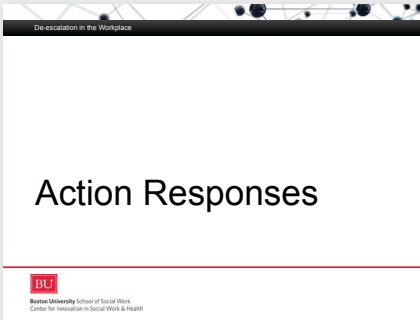 De-escalation in the Workplace
Action Responses
BU
Boston University School of Social Work
Center for Innovation in Social Work & Health